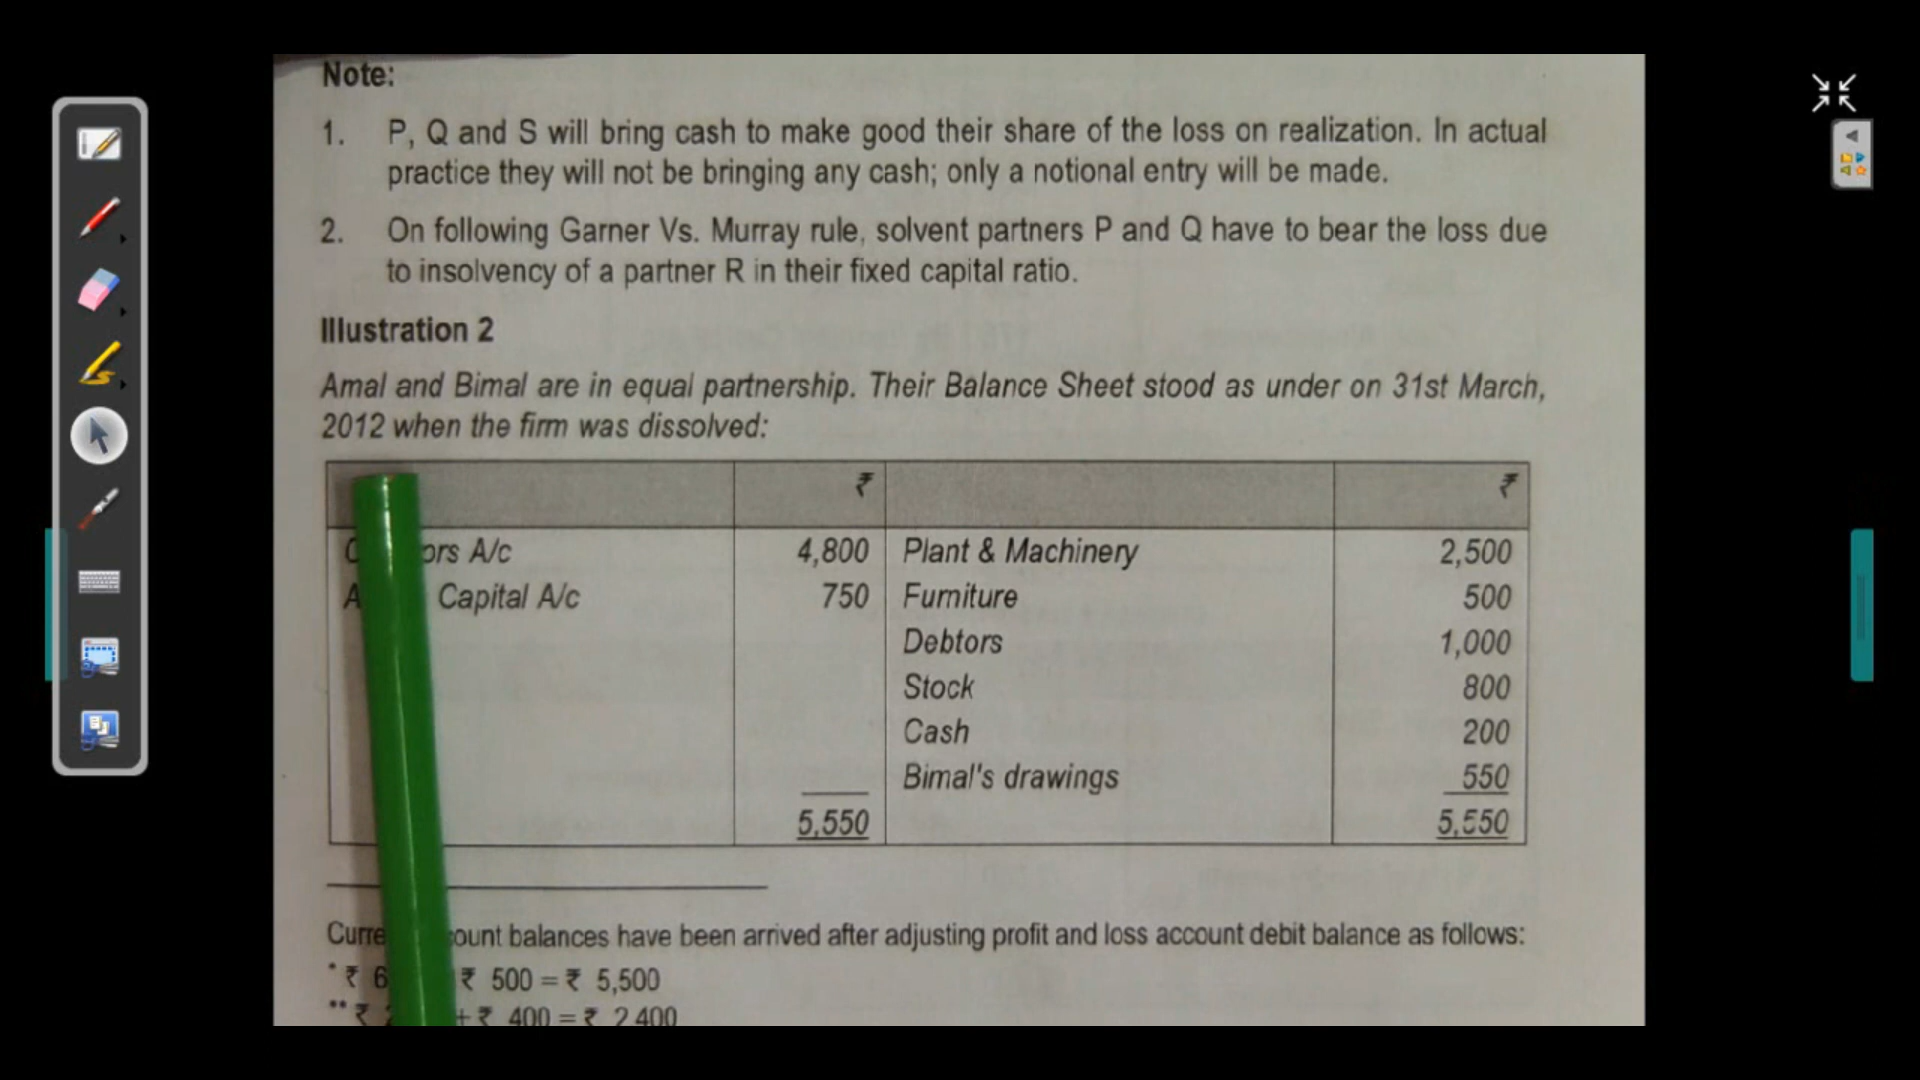 Note:
1. P, Q and S will bring cash to make good their share of the loss on realization. In actual
practice they will not be bringing any cash; only a notional entry will be made.
2. On following Garner Vs. Murray rule, solvent partners P and Q have to bear the loss due
to insolvency of a partner R in their fixed capital ratio.
Illustration 2
Amal and Bimal are in equal partnership. Their Balance Sheet stood as under on 31st March,
2012 when the firm was dissolved:
₹ ₹
A/c 4,800 Plant & Machinery 2,500
Capital A/c 750 Furniture 500
Debtors 1,000
Stock 800
Cash 200
Bimal's drawings 550
5,550 5,550
balances have been arrived after adjusting profit and loss account debit balance as follows:
* ₹ ₹ 500 = ₹ 5,500
** ₹ + ₹ 400 = ₹ 2,400